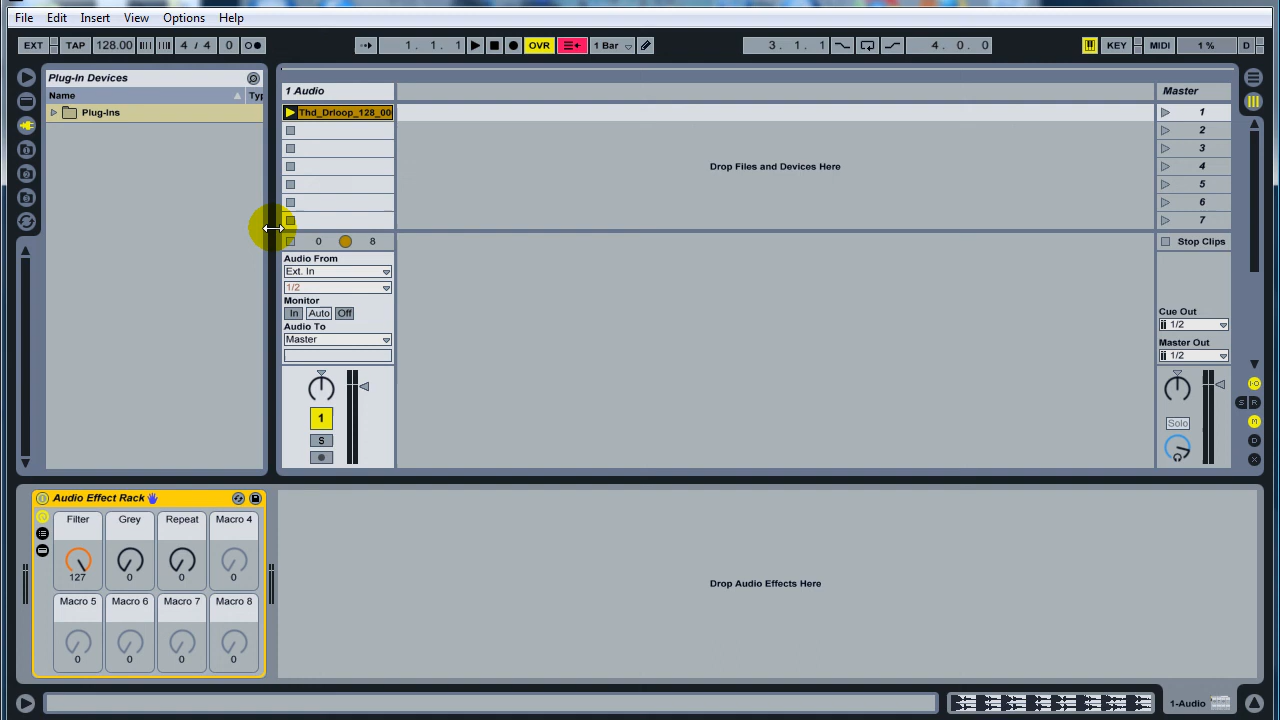 File Edit Insert View Options Help
EXT TAP 128.00 4 / 4 0 1. 1. 1 OVR 1 Bar 3. 1. 1 4. 0. 0 KEY MIDI 1 % D
Plug-In Devices
Name Typ
Plug-Ins
1 Audio
Thd_Drloop_128_00
Drop Files and Devices Here
Master
1
2
3
4
5
6
7
0 8
Stop Clips
Audio From
Ext. In
1/2
Monitor
In Auto Off
Audio To
Master
Cue Out
1/2
Master Out
1/2
1
S
Solo
I·O
S R
M
D
X
Audio Effect Rack
Filter Grey Repeat Macro 4
127 0 0 0
Macro 5 Macro 6 Macro 7 Macro 8
0 0 0 0
Drop Audio Effects Here
1-Audio